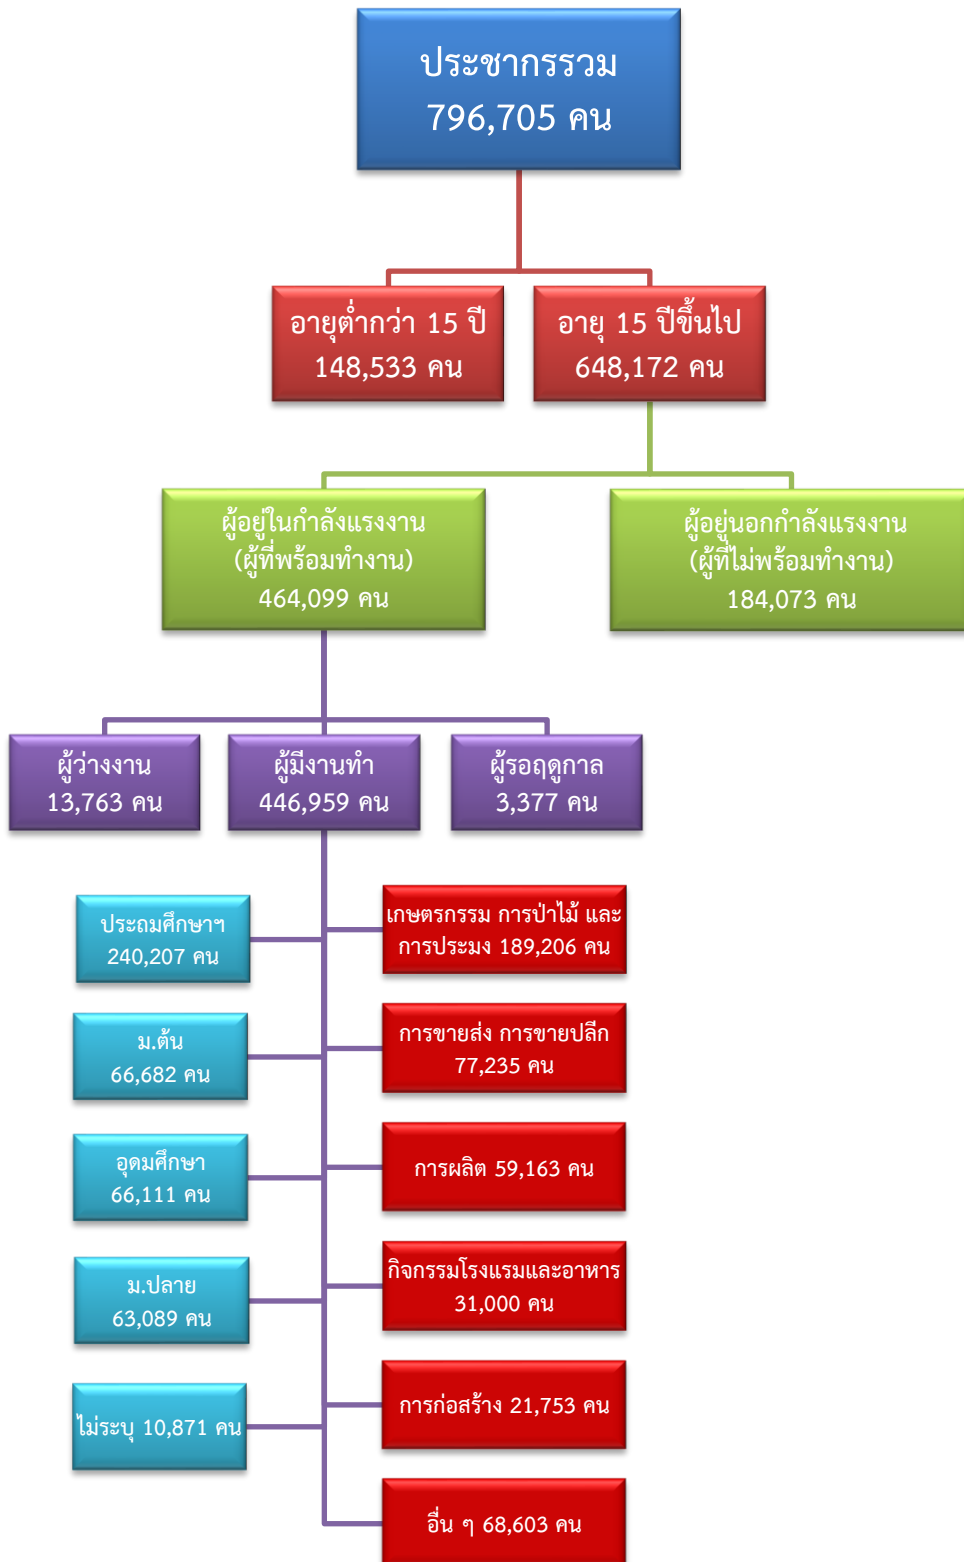 ประชากรรวม
796,705 คน
อายุต่ำกว่า 15 ปี
148,533 คน
อายุ 15 ปีขึ้นไป
648,172 คน
ผู้อยู่ในกำลังแรงงาน
(ผู้ที่พร้อมทำงาน)
464,099 คน
ผู้อยู่นอกกำลังแรงงาน
(ผู้ที่ไม่พร้อมทำงาน)
184,073 คน
ผู้ว่างงาน
13,763 คน
ผู้มีงานทำ
446,959 คน
ผู้รอฤดูกาล
3,377 คน
ประถมศึกษาฯ
240,207 คน
ม.ต้น
66,682 คน
อุดมศึกษา
66,111 คน
ม.ปลาย
63,089 คน
ไม่ระบุ 10,871 คน
เกษตรกรรม การป่าไม้ และ
การประมง 189,206 คน
การขายส่ง การขายปลีก
77,235 คน
การผลิต 59,163 คน
กิจกรรมโรงแรมและอาหาร
31,000 คน
การก่อสร้าง 21,753 คน
อื่น ๆ 68,603 คน